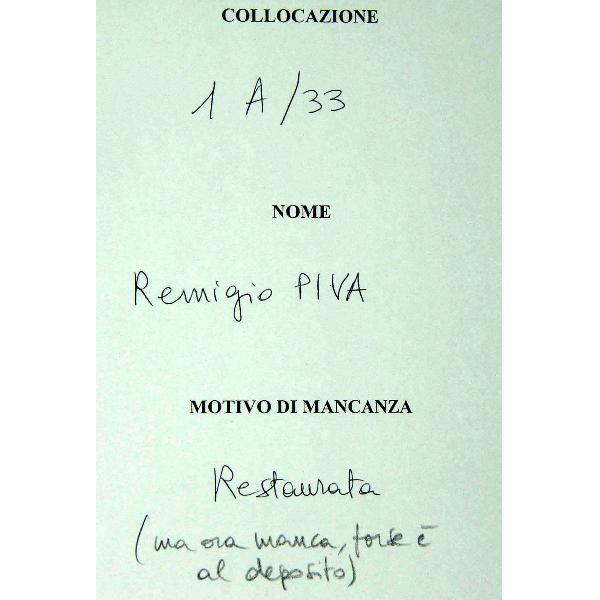 COLLOCAZIONE
1 A/33
NOME
Remigio PIVA
MOTIVO DI MANCANZA
Restaurata
(ma ora manca, forse è
al deposito)